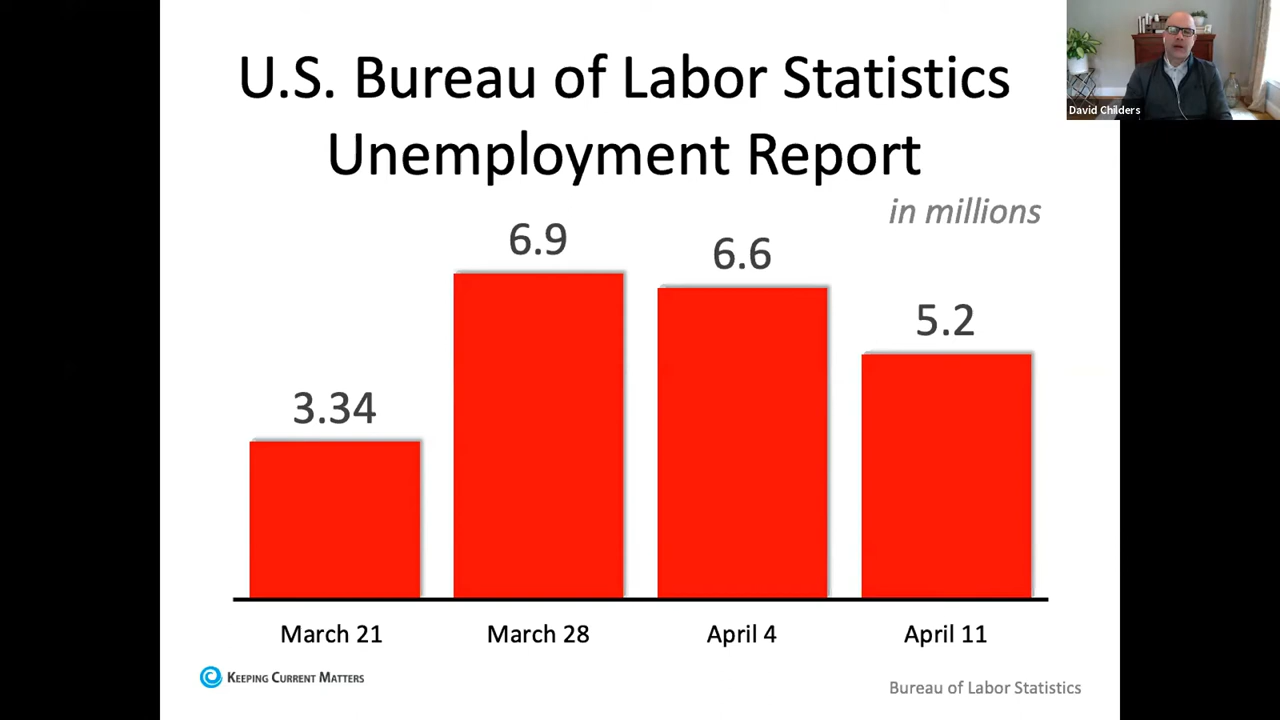 U.S. Bureau of Labor Statistics
Unemployment Report
in millions
3.34
6.9
6.6
5.2
March 21
March 28
April 4
April 11
KEEPING CURRENT MATTERS
Bureau of Labor Statistics
David Childers